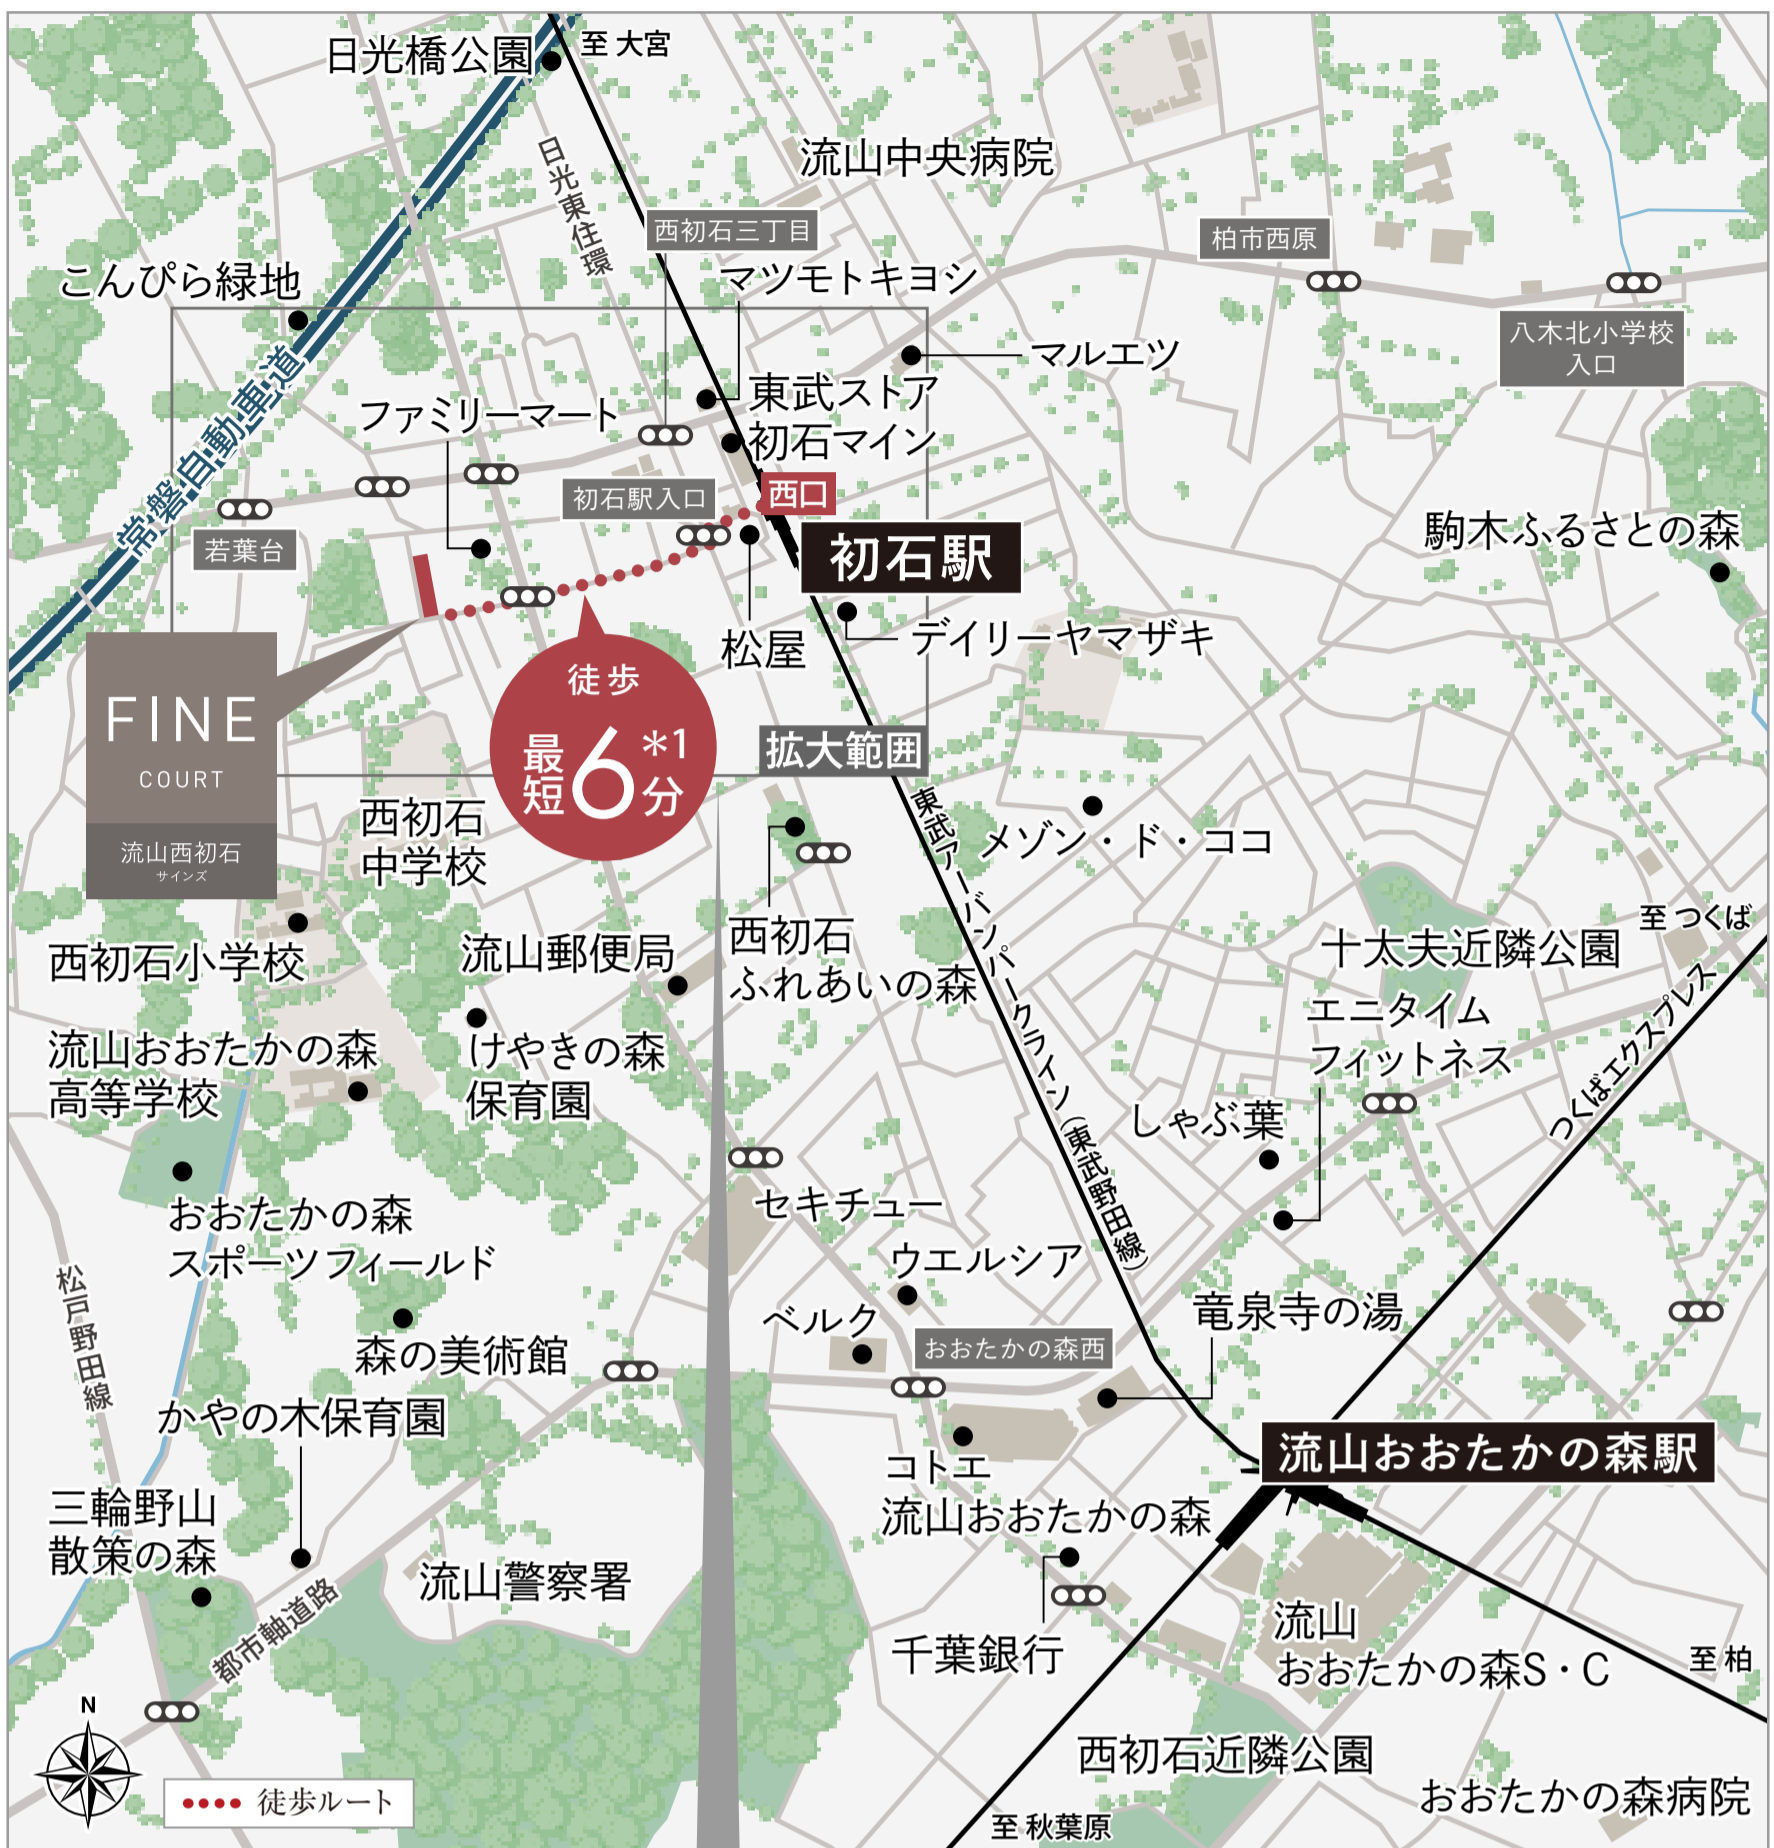 日光橋公園
至 大宮
日光東住環
流山中央病院
西初石三丁目
柏市西原
マツモトキヨシ
こんぴら緑地
八木北小学校
入口
マルエツ
東武ストア
初石マイン
ファミリーマート
常磐自動車道
西口
初石駅入口
若葉台
初石駅
駒木ふるさとの森
松屋
デイリーヤマザキ
FINE
COURT
流山西初石
サインズ
徒歩
最短6分*1
拡大範囲
西初石
中学校
東武アーバンパークライン(東武野田線)
メゾン・ド・ココ
西初石小学校
流山郵便局
西初石
ふれあいの森
十太夫近隣公園
至 つくば
つくばエクスプレス
エニタイム
フィットネス
流山おおたかの森
高等学校
けやきの森
保育園
しゃぶ葉
おおたかの森
スポーツフィールド
セキチュー
ウエルシア
松戸野田線
森の美術館
ベルク
おおたかの森西
竜泉寺の湯
かやの木保育園
流山おおたかの森駅
コトエ
流山おおたかの森
三輪野山
散策の森
流山警察署
都市軸道路
千葉銀行
流山
おおたかの森S・C
至 柏
N
徒歩ルート
西初石近隣公園
おおたかの森病院
至 秋葉原